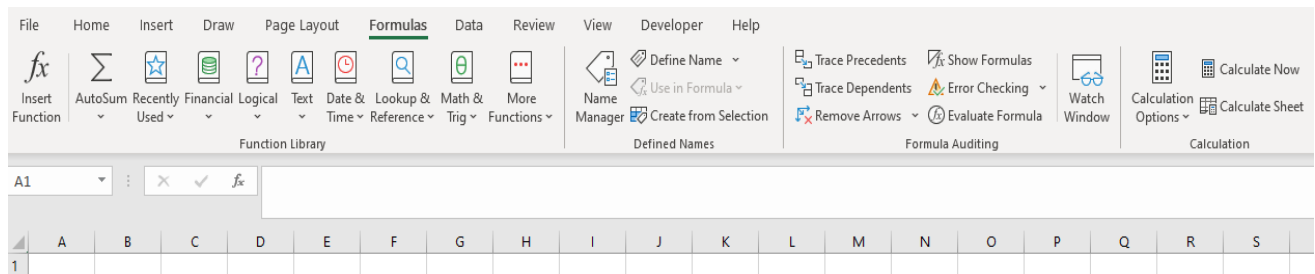 File Home Insert Draw Page Layout Formulas Data Review View Developer Help
fx Insert Function
AutoSum
Recently Used
Financial
Logical
Text
Date & Time
Lookup & Reference
Math & Trig
More Functions
Function Library
Name Manager
Define Name
Use in Formula
Create from Selection
Defined Names
Trace Precedents
Trace Dependents
Remove Arrows
Show Formulas
Error Checking
Evaluate Formula
Watch Window
Formula Auditing
Calculation Options
Calculate Now
Calculate Sheet
Calculation
A1 fx
A B C D E F G H I J K L M N O P Q R S
1